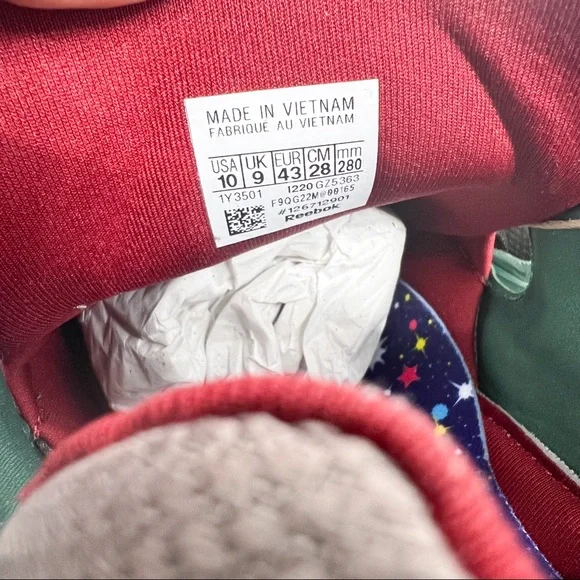 MADE IN VIETNAM
FABRIQUE AU VIETNAM
USA UK EUR CM mm
10 9 43 28 280
1Y3501 1220 GZ5363
F9QG22M@00165
#126712901
Reebok